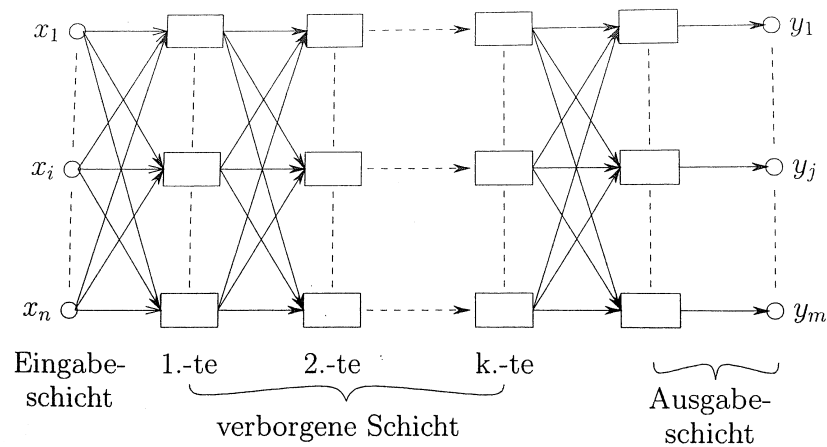 x1 y1
xi yj
xn ym
Eingabe-
schicht
1.-te 2.-te k.-te
verborgene Schicht
Ausgabe-
schicht